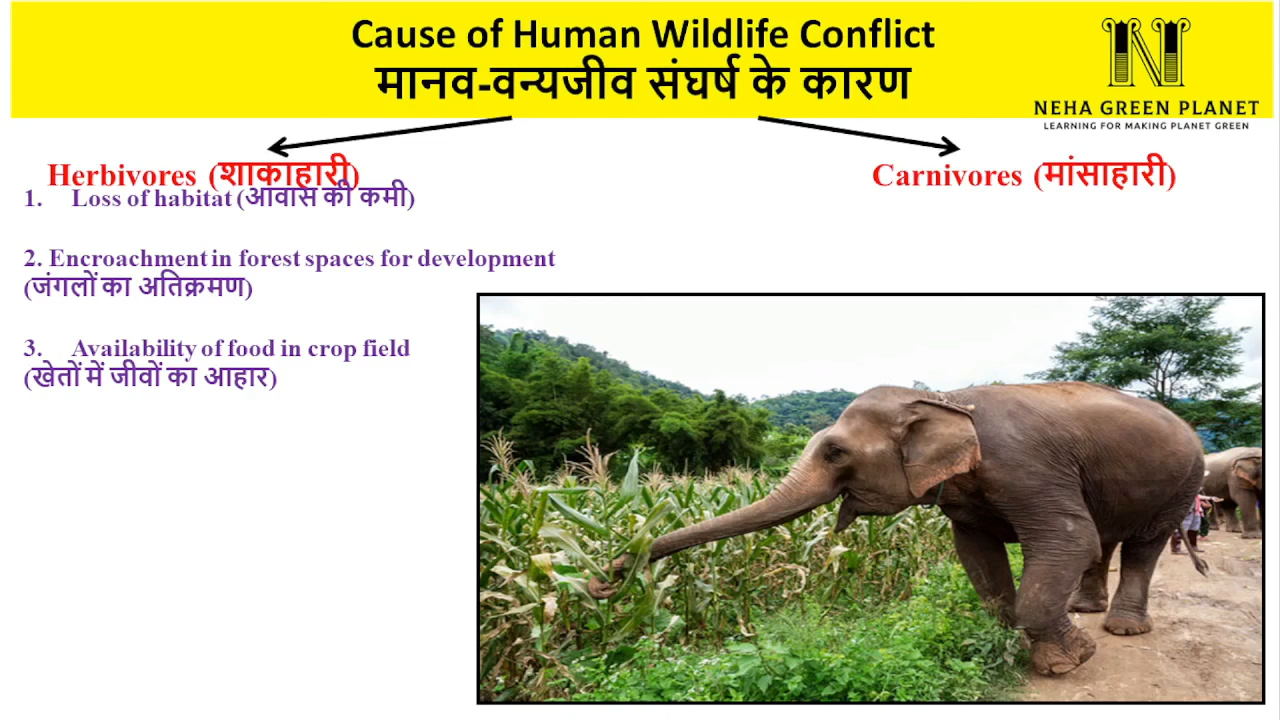 Cause of Human Wildlife Conflict
मानव-वन्यजीव संघर्ष के कारण
NEHA GREEN PLANET
LEARNING FOR MAKING PLANET GREEN
Herbivores (शाकाहारी)
1. Loss of habitat (आवास की कमी)
2. Encroachment in forest spaces for development
(जंगलों का अतिक्रमण)
3. Availability of food in crop field
(खेतों में जीवों का आहार)
Carnivores (मांसाहारी)